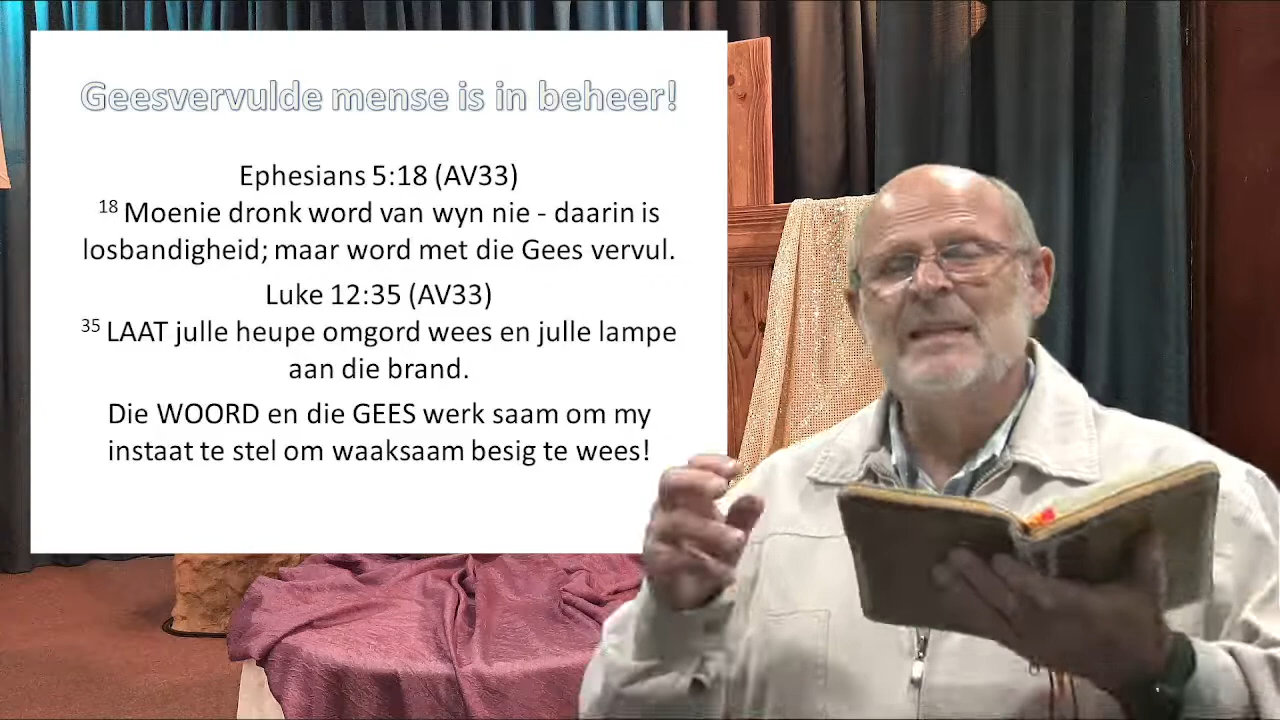 Geesvervulde mense is in beheer!
Ephesians 5:18 (AV33)
18 Moenie dronk word van wyn nie - daarin is
losbandigheid; maar word met die Gees vervul.
Luke 12:35 (AV33)
35 LAAT julle heupe omgord wees en julle lampe
aan die brand.
Die WOORD en die GEES werk saam om my
instaat te stel om waaksaam besig te wees!